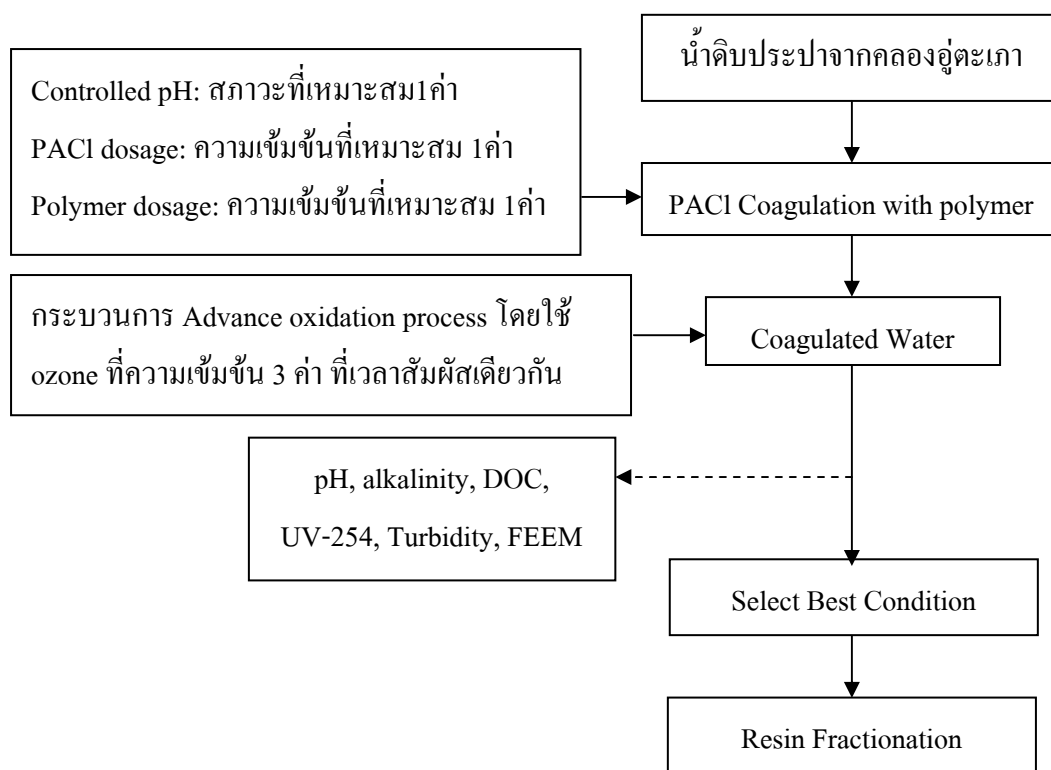 น้ำดิบประปาจากคลองอู่ตะเภา
Controlled pH: สภาวะที่เหมาะสม1ค่า
PACl dosage: ความเข้มข้นที่เหมาะสม 1ค่า
Polymer dosage: ความเข้มข้นที่เหมาะสม 1ค่า
PACl Coagulation with polymer
กระบวนการ Advance oxidation process โดยใช้
ozone ที่ความเข้มข้น 3 ค่า ที่เวลาสัมผัสเดียวกัน
Coagulated Water
pH, alkalinity, DOC,
UV-254, Turbidity, FEEM
Select Best Condition
Resin Fractionation